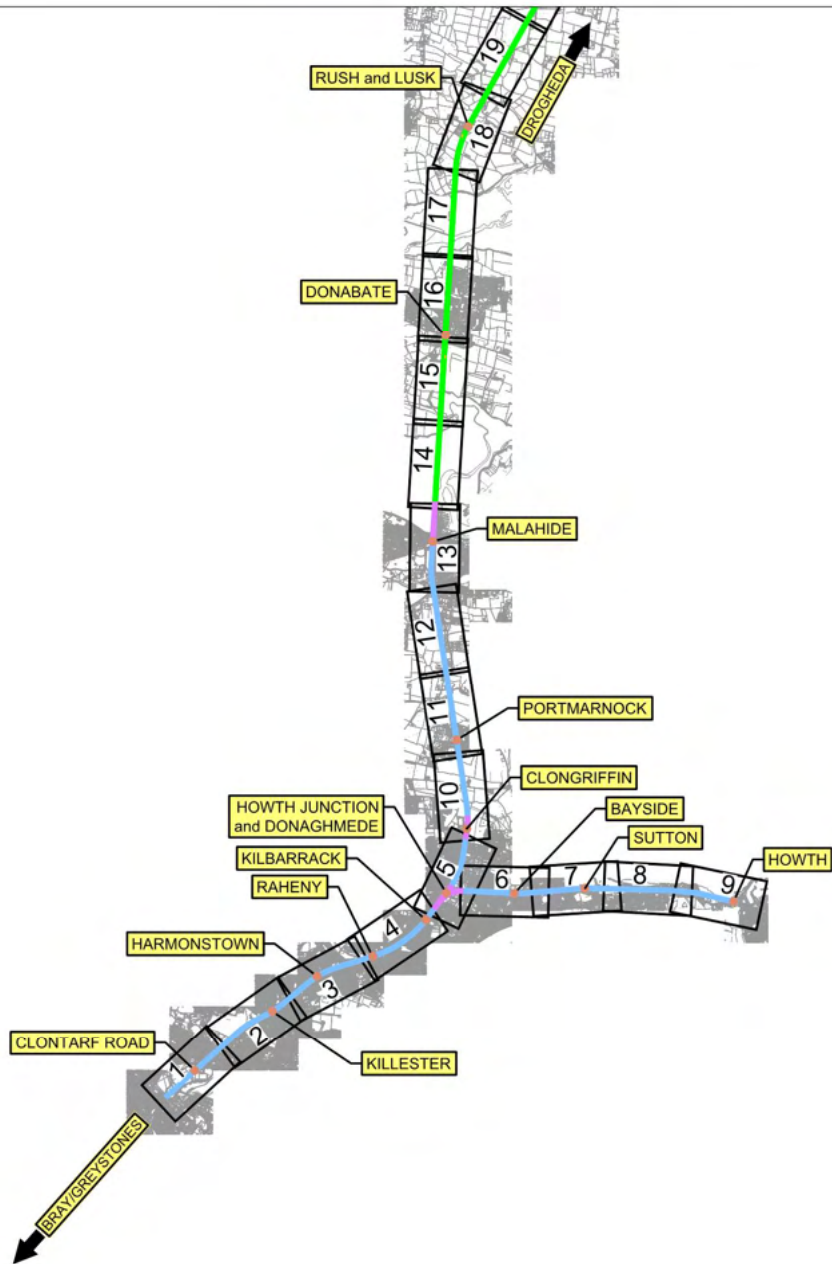 19
DROGHEDA
RUSH and LUSK
18
17
DONABATE
16
15
14
MALAHIDE
13
12
PORTMARNOCK
11
CLONGRIFFIN
10
HOWTH JUNCTION
and DONAGHMEDE
BAYSIDE
SUTTON
KILBARRACK
HOWTH
5
6
7
8
9
RAHENY
4
HARMONSTOWN
3
2
CLONTARF ROAD
1
KILLESTER
BRAY/GREYSTONES